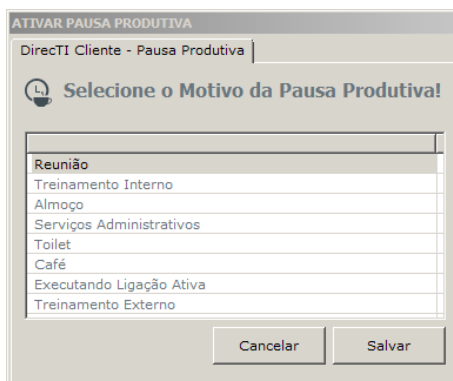 ATIVAR PAUSA PRODUTIVA
DirecTI Cliente - Pausa Produtiva
Selecione o Motivo da Pausa Produtiva!
Reunião
Treinamento Interno
Almoço
Serviços Administrativos
Toilet
Café
Executando Ligação Ativa
Treinamento Externo
Cancelar
Salvar